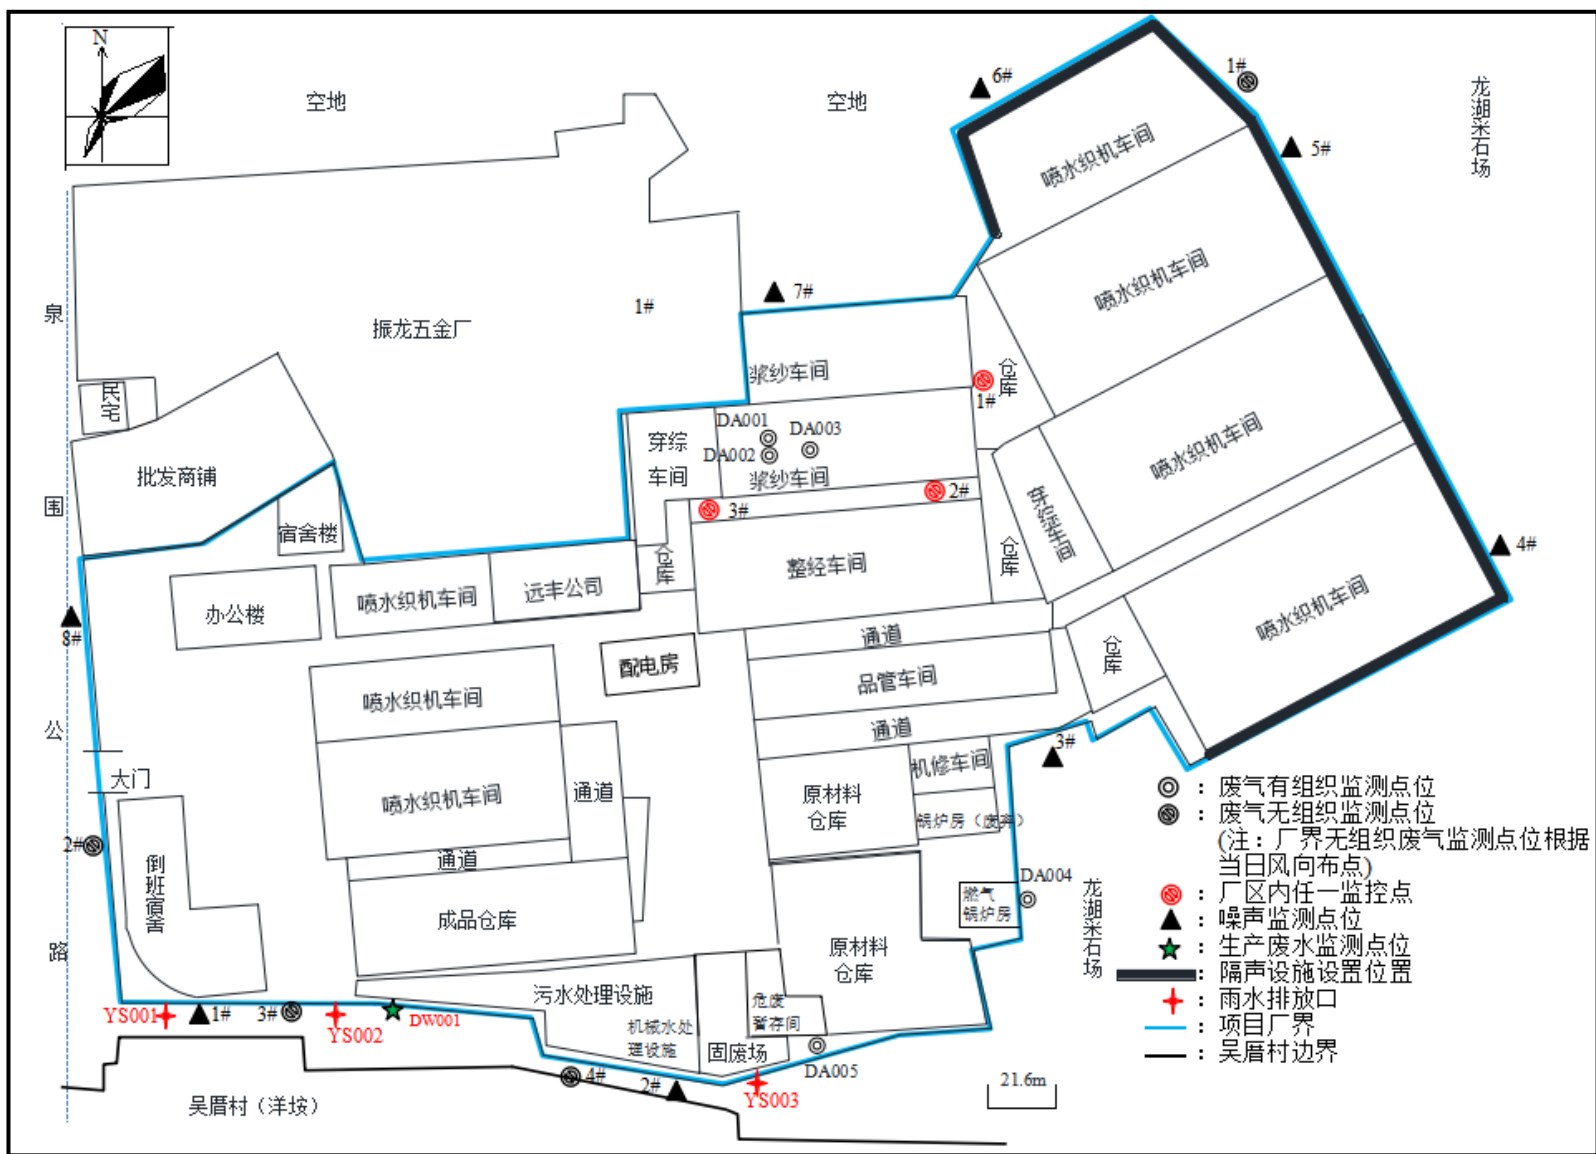 N
空地
空地
6#
1#
龙湖采石场
5#
喷水织机车间
喷水织机车间
7#
1#
泉
振龙五金厂
浆纱车间
仓库
1#
民宅
DA001
DA003
DA002
穿综
车间
浆纱车间
喷水织机车间
批发商铺
2#
3#
围
宿舍楼
穿综车间
4#
仓库
整经车间
仓库
远丰公司
喷水织机车间
办公楼
喷水织机车间
8#
通道
配电房
仓库
品管车间
喷水织机车间
公
通道
3#
大门
机修车间
喷水织机车间
通道
原材料
仓库
锅炉房（废弃）
2#
通道
倒班宿舍
DA004
燃气
锅炉房
龙湖采石场
成品仓库
路
原材料
仓库
污水处理设施
危废
暂存间
YS001
1#
3#
YS002
DW001
机械水处
理设施
固废场
DA005
4#
2#
YS003
21.6m
吴厝村（洋垵）
：废气有组织监测点位
：废气无组织监测点位
(注：厂界无组织废气监测点位根据
当日风向布点)
：厂区内任一监控点
：噪声监测点位
：生产废水监测点位
：隔声设施设置位置
：雨水排放口
：项目厂界
：吴厝村边界